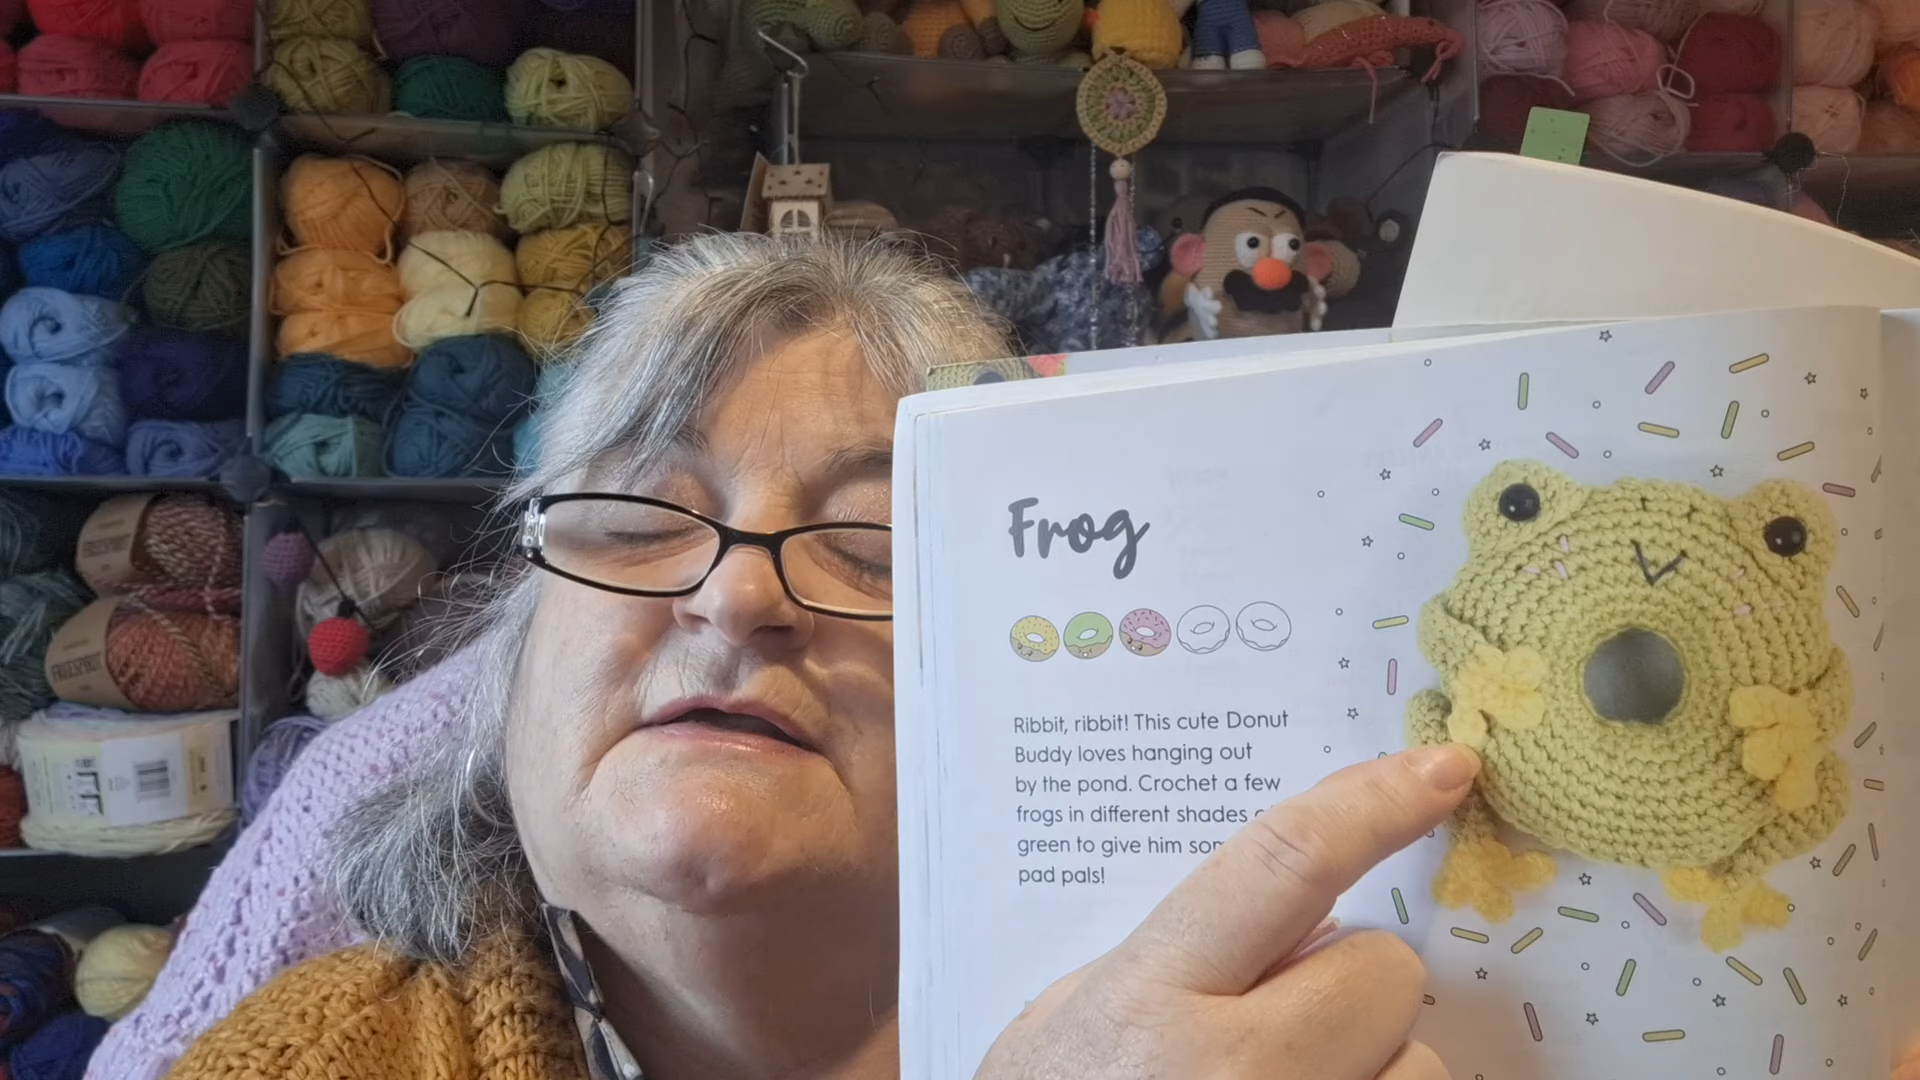 Frog
Ribbit, ribbit! This cute Donut
Buddy loves hanging out
by the pond. Crochet a few
frogs in different shades
green to give him
pad pals!